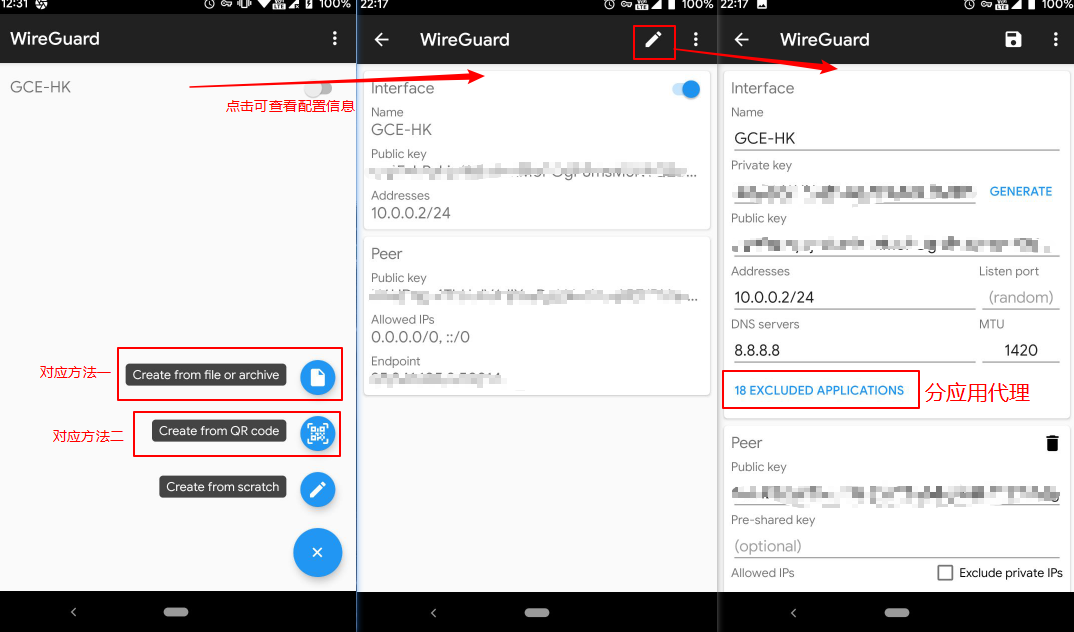 12:31
100%
WireGuard
GCE-HK
点击可查看配置信息
对应方法一
Create from file or archive
对应方法二
Create from QR code
Create from scratch
22:17
100%
WireGuard
Interface
Name
GCE-HK
Public key
Addresses
10.0.0.2/24
Peer
Public key
Allowed IPs
0.0.0.0/0, ::/0
Endpoint
22:17
100%
WireGuard
Interface
Name
GCE-HK
Private key
GENERATE
Public key
Addresses
Listen port
10.0.0.2/24
(random)
DNS servers
MTU
8.8.8.8
1420
18 EXCLUDED APPLICATIONS
分应用代理
Peer
Public key
Pre-shared key
(optional)
Allowed IPs
Exclude private IPs